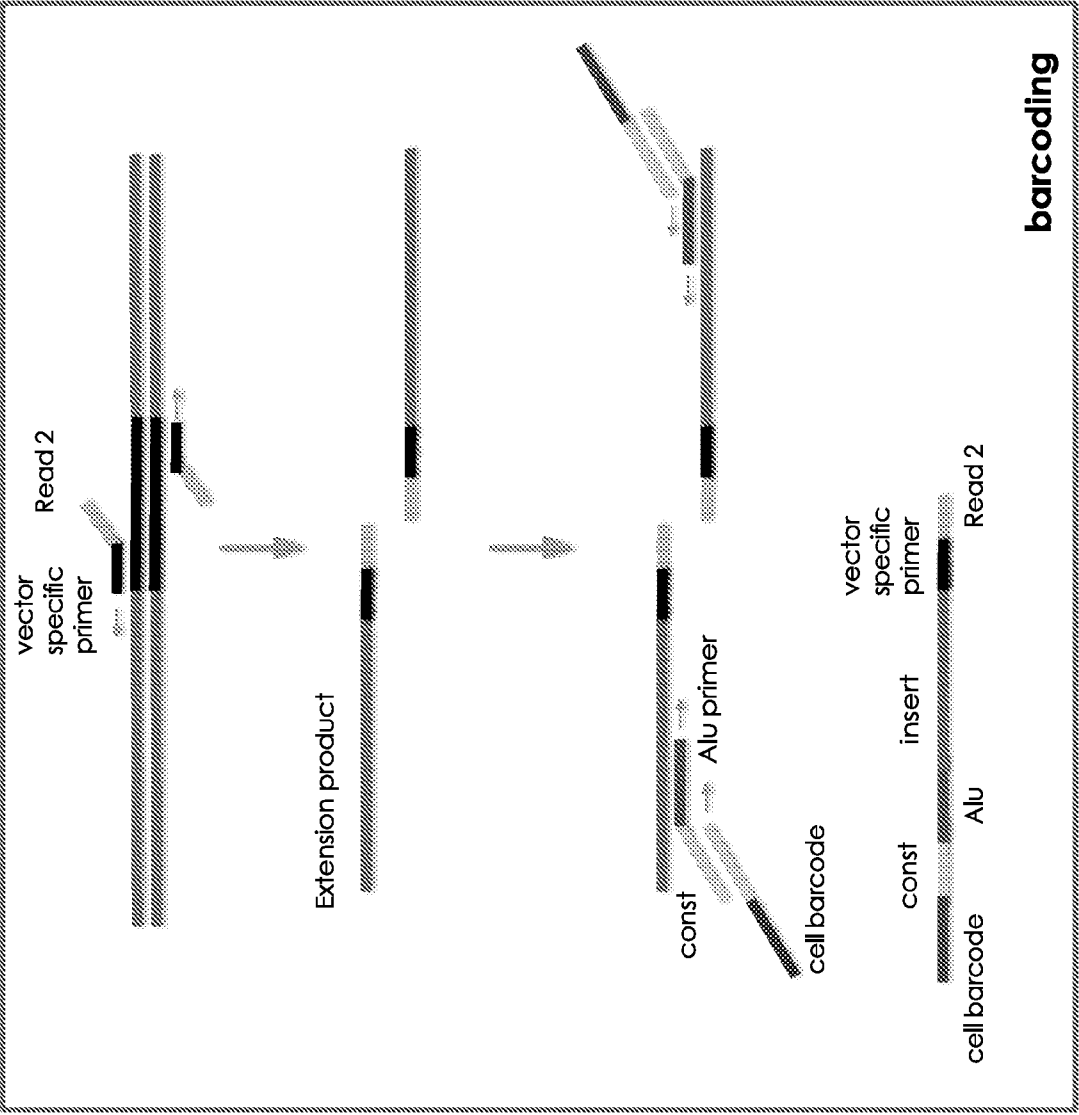 vector
specific
primer
Read 2
Extension product
const
Alu primer
cell barcode
cell barcode
const
Alu
insert
vector
specific
primer
Read 2
barcoding